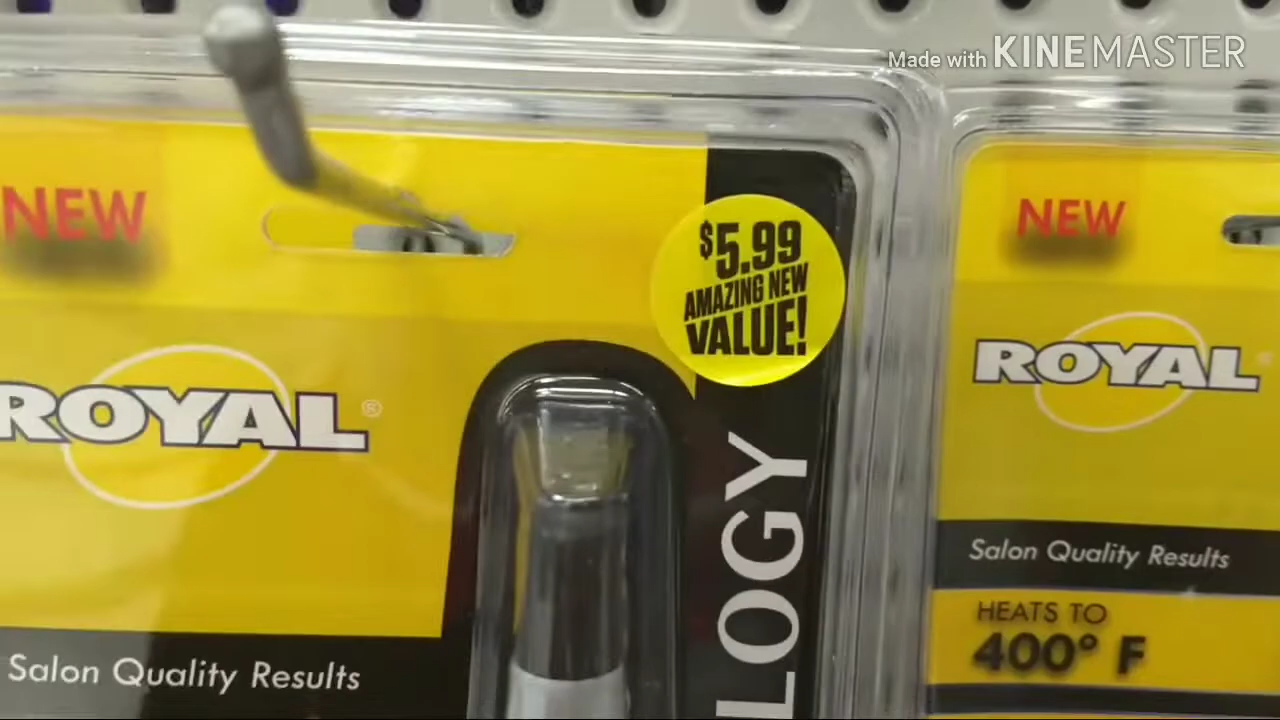 Made with KINEMASTER
NEW
$5.99
AMAZING NEW
VALUE!
ROYAL®
LOGY
Salon Quality Results
NEW
ROYAL
Salon Quality Results
HEATS TO
400° F